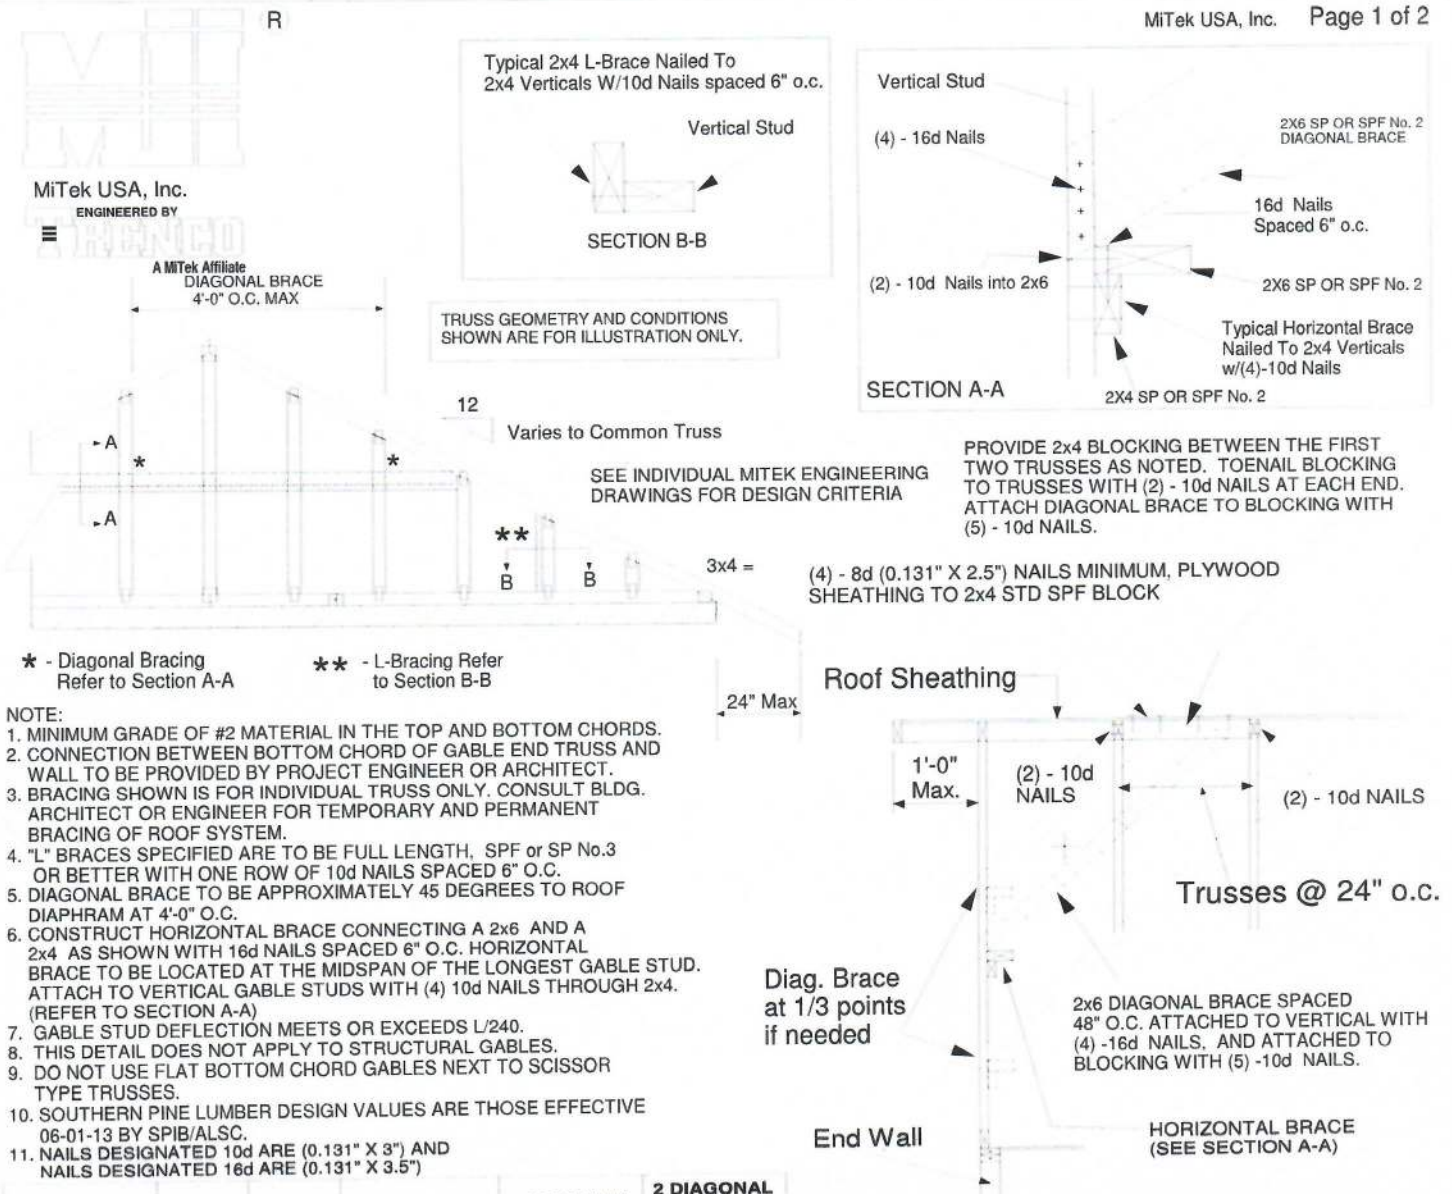 R
MiTek USA, Inc. Page 1 of 2
MiTek USA, Inc.
ENGINEERED BY
TRENCO
A MiTek Affiliate
DIAGONAL BRACE
4'-0" O.C. MAX
Typical 2x4 L-Brace Nailed To
2x4 Verticals W/10d Nails spaced 6" o.c.
Vertical Stud
SECTION B-B
Vertical Stud
(4) - 16d Nails
2X6 SP OR SPF No. 2
DIAGONAL BRACE
16d Nails
Spaced 6" o.c.
(2) - 10d Nails into 2x6
2X6 SP OR SPF No. 2
Typical Horizontal Brace
Nailed To 2x4 Verticals
w/(4)-10d Nails
SECTION A-A
2X4 SP OR SPF No. 2
TRUSS GEOMETRY AND CONDITIONS
SHOWN ARE FOR ILLUSTRATION ONLY.
12
Varies to Common Truss
A
*
*
A
SEE INDIVIDUAL MITEK ENGINEERING
DRAWINGS FOR DESIGN CRITERIA
PROVIDE 2x4 BLOCKING BETWEEN THE FIRST
TWO TRUSSES AS NOTED. TOENAIL BLOCKING
TO TRUSSES WITH (2) - 10d NAILS AT EACH END.
ATTACH DIAGONAL BRACE TO BLOCKING WITH
(5) - 10d NAILS.
**
B B
3x4 =
(4) - 8d (0.131" X 2.5") NAILS MINIMUM, PLYWOOD
SHEATHING TO 2x4 STD SPF BLOCK
* - Diagonal Bracing
Refer to Section A-A
** - L-Bracing Refer
to Section B-B
24" Max
NOTE:
1. MINIMUM GRADE OF #2 MATERIAL IN THE TOP AND BOTTOM CHORDS.
2. CONNECTION BETWEEN BOTTOM CHORD OF GABLE END TRUSS AND
WALL TO BE PROVIDED BY PROJECT ENGINEER OR ARCHITECT.
3. BRACING SHOWN IS FOR INDIVIDUAL TRUSS ONLY. CONSULT BLDG.
ARCHITECT OR ENGINEER FOR TEMPORARY AND PERMANENT
BRACING OF ROOF SYSTEM.
4. "L" BRACES SPECIFIED ARE TO BE FULL LENGTH, SPF or SP No.3
OR BETTER WITH ONE ROW OF 10d NAILS SPACED 6" O.C.
5. DIAGONAL BRACE TO BE APPROXIMATELY 45 DEGREES TO ROOF
DIAPHRAM AT 4'-0" O.C.
6. CONSTRUCT HORIZONTAL BRACE CONNECTING A 2x6 AND A
2x4 AS SHOWN WITH 16d NAILS SPACED 6" O.C. HORIZONTAL
BRACE TO BE LOCATED AT THE MIDSPAN OF THE LONGEST GABLE STUD.
ATTACH TO VERTICAL GABLE STUDS WITH (4) 10d NAILS THROUGH 2x4.
(REFER TO SECTION A-A)
7. GABLE STUD DEFLECTION MEETS OR EXCEEDS L/240.
8. THIS DETAIL DOES NOT APPLY TO STRUCTURAL GABLES.
9. DO NOT USE FLAT BOTTOM CHORD GABLES NEXT TO SCISSOR
TYPE TRUSSES.
10. SOUTHERN PINE LUMBER DESIGN VALUES ARE THOSE EFFECTIVE
06-01-13 BY SPIB/ALSC.
11. NAILS DESIGNATED 10d ARE (0.131" X 3") AND
NAILS DESIGNATED 16d ARE (0.131" X 3.5")
Roof Sheathing
1'-0"
Max.
(2) - 10d
NAILS
(2) - 10d NAILS
Trusses @ 24" o.c.
Diag. Brace
at 1/3 points
if needed
2x6 DIAGONAL BRACE SPACED
48" O.C. ATTACHED TO VERTICAL WITH
(4) -16d NAILS, AND ATTACHED TO
BLOCKING WITH (5) -10d NAILS.
End Wall
HORIZONTAL BRACE
(SEE SECTION A-A)
2 DIAGONAL